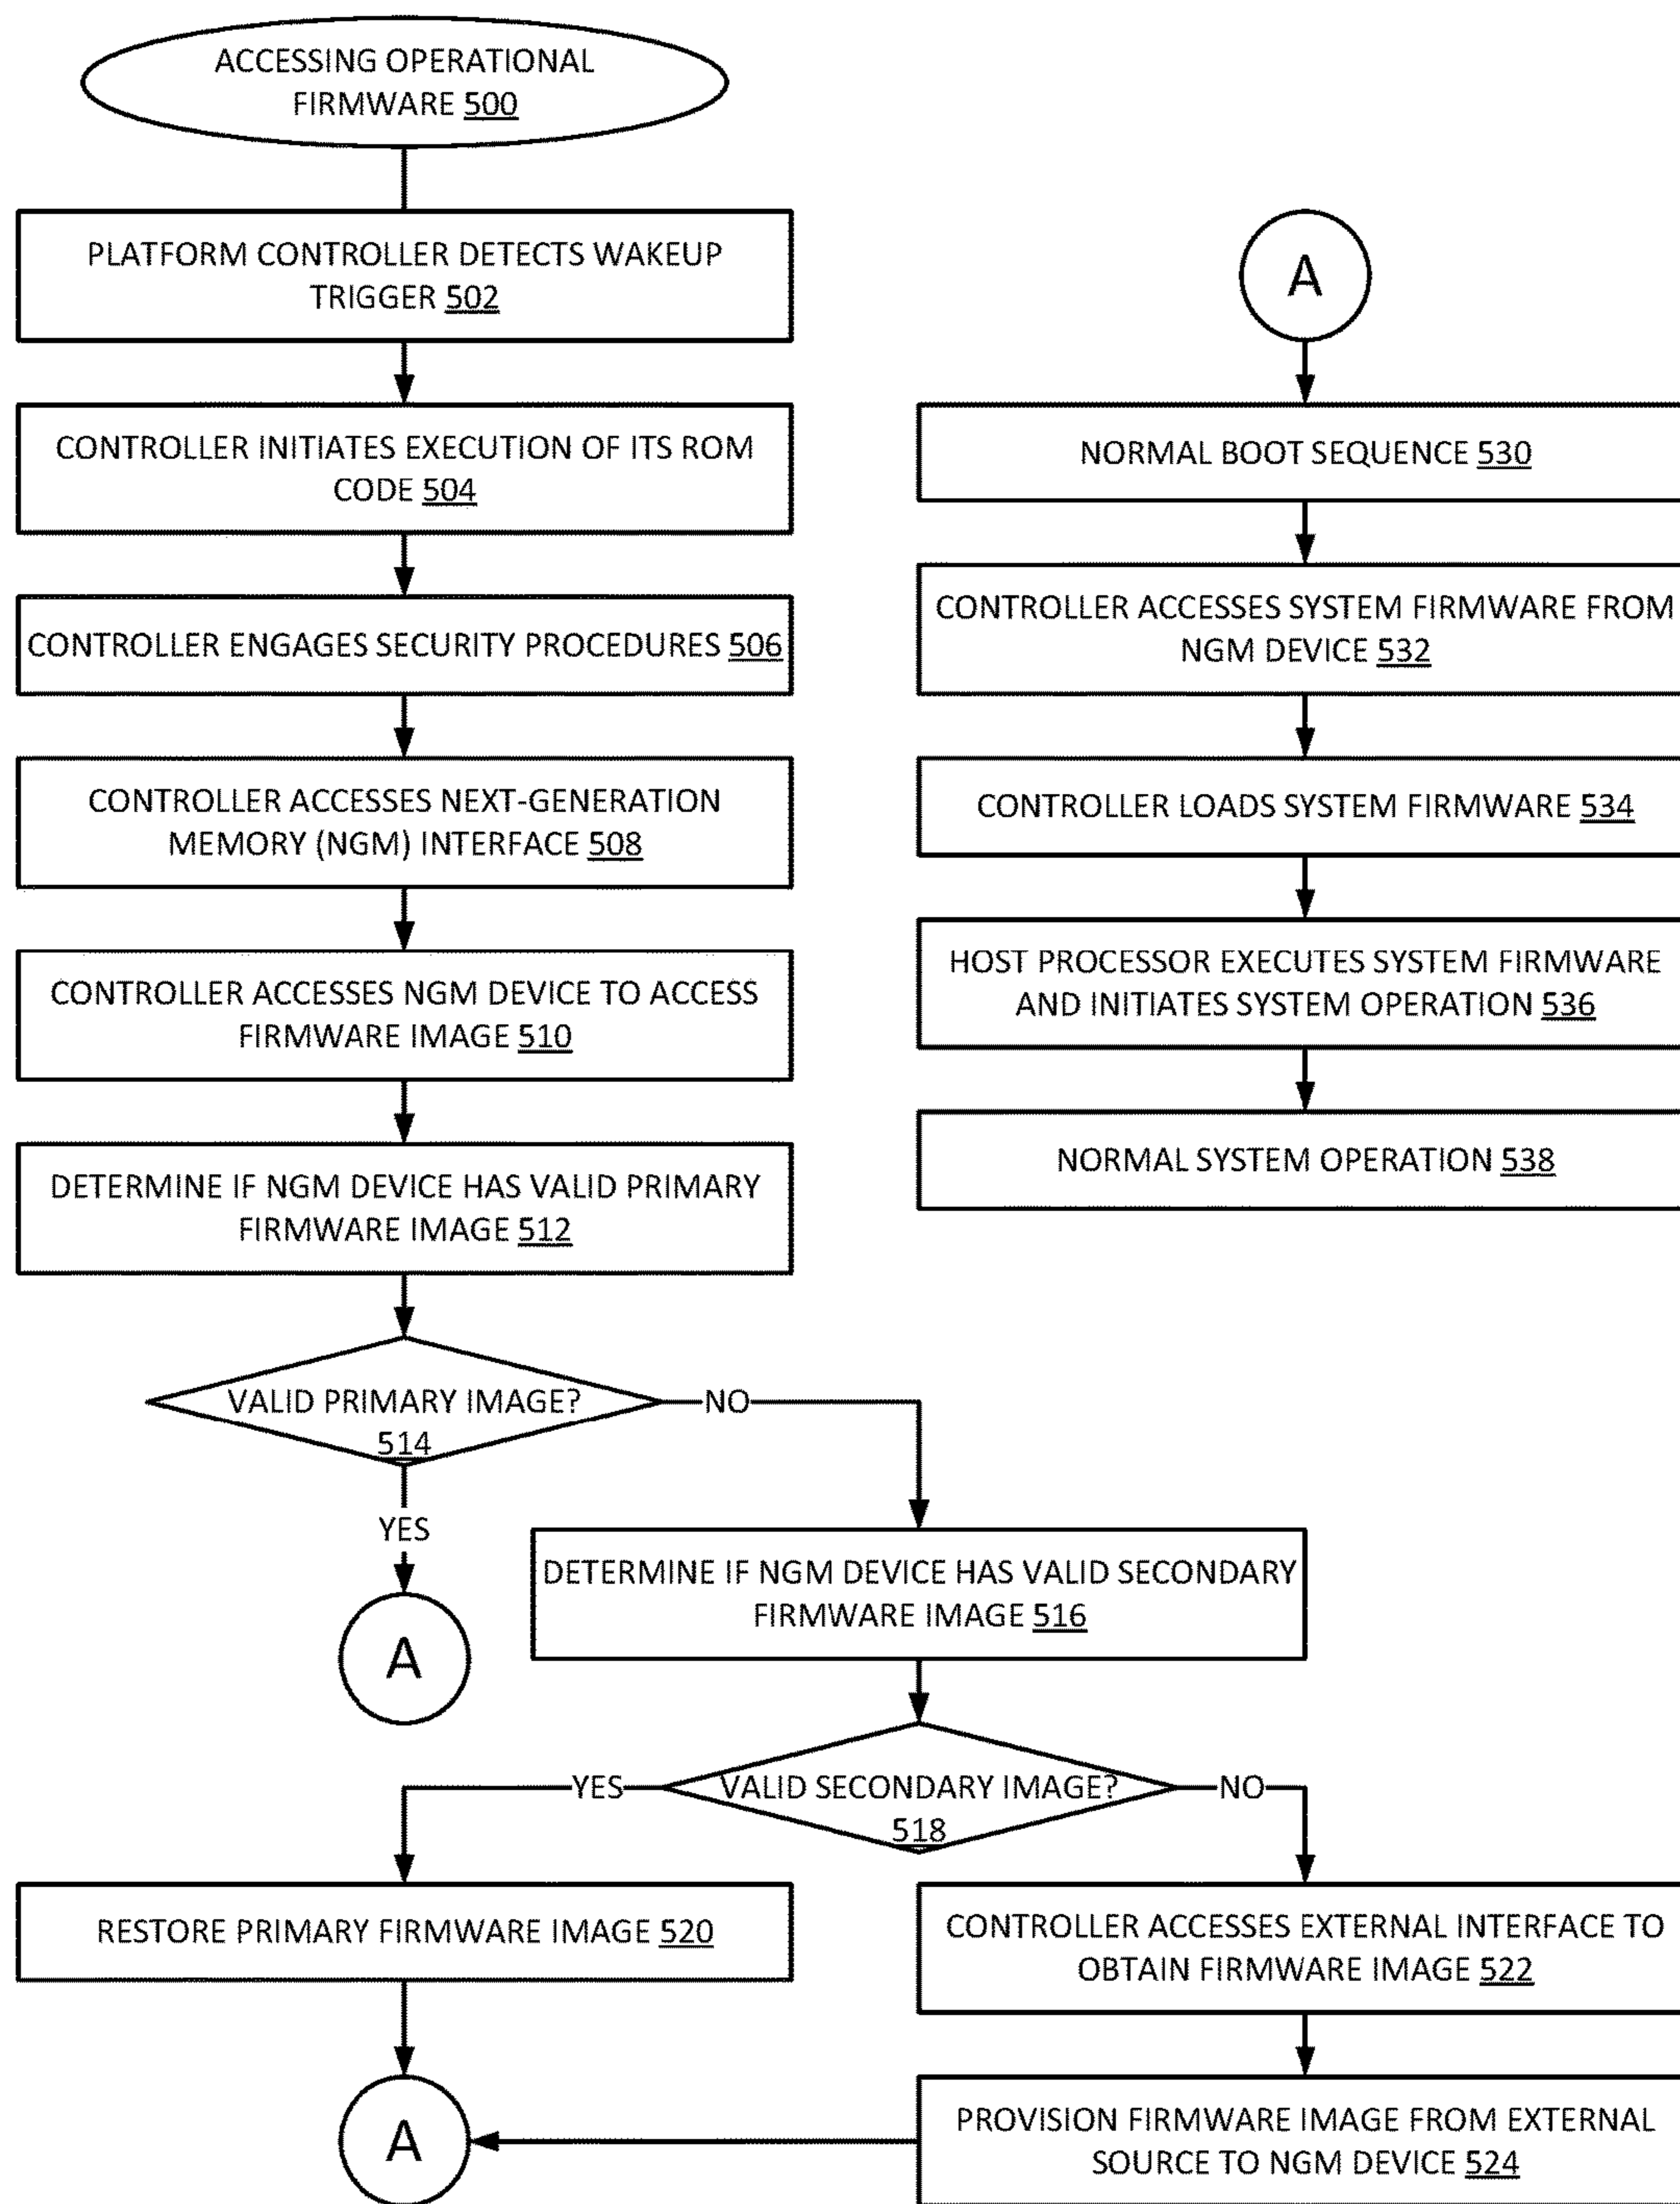 ACCESSING OPERATIONAL
FIRMWARE 500
PLATFORM CONTROLLER DETECTS WAKEUP
TRIGGER 502
CONTROLLER INITIATES EXECUTION OF ITS ROM
CODE 504
CONTROLLER ENGAGES SECURITY PROCEDURES 506
CONTROLLER ACCESSES NEXT-GENERATION
MEMORY (NGM) INTERFACE 508
CONTROLLER ACCESSES NGM DEVICE TO ACCESS
FIRMWARE IMAGE 510
DETERMINE IF NGM DEVICE HAS VALID PRIMARY
FIRMWARE IMAGE 512
VALID PRIMARY IMAGE?
514
NO
YES
A
DETERMINE IF NGM DEVICE HAS VALID SECONDARY
FIRMWARE IMAGE 516
VALID SECONDARY IMAGE?
518
YES
NO
RESTORE PRIMARY FIRMWARE IMAGE 520
CONTROLLER ACCESSES EXTERNAL INTERFACE TO
OBTAIN FIRMWARE IMAGE 522
PROVISION FIRMWARE IMAGE FROM EXTERNAL
SOURCE TO NGM DEVICE 524
A
A
NORMAL BOOT SEQUENCE 530
CONTROLLER ACCESSES SYSTEM FIRMWARE FROM
NGM DEVICE 532
CONTROLLER LOADS SYSTEM FIRMWARE 534
HOST PROCESSOR EXECUTES SYSTEM FIRMWARE
AND INITIATES SYSTEM OPERATION 536
NORMAL SYSTEM OPERATION 538